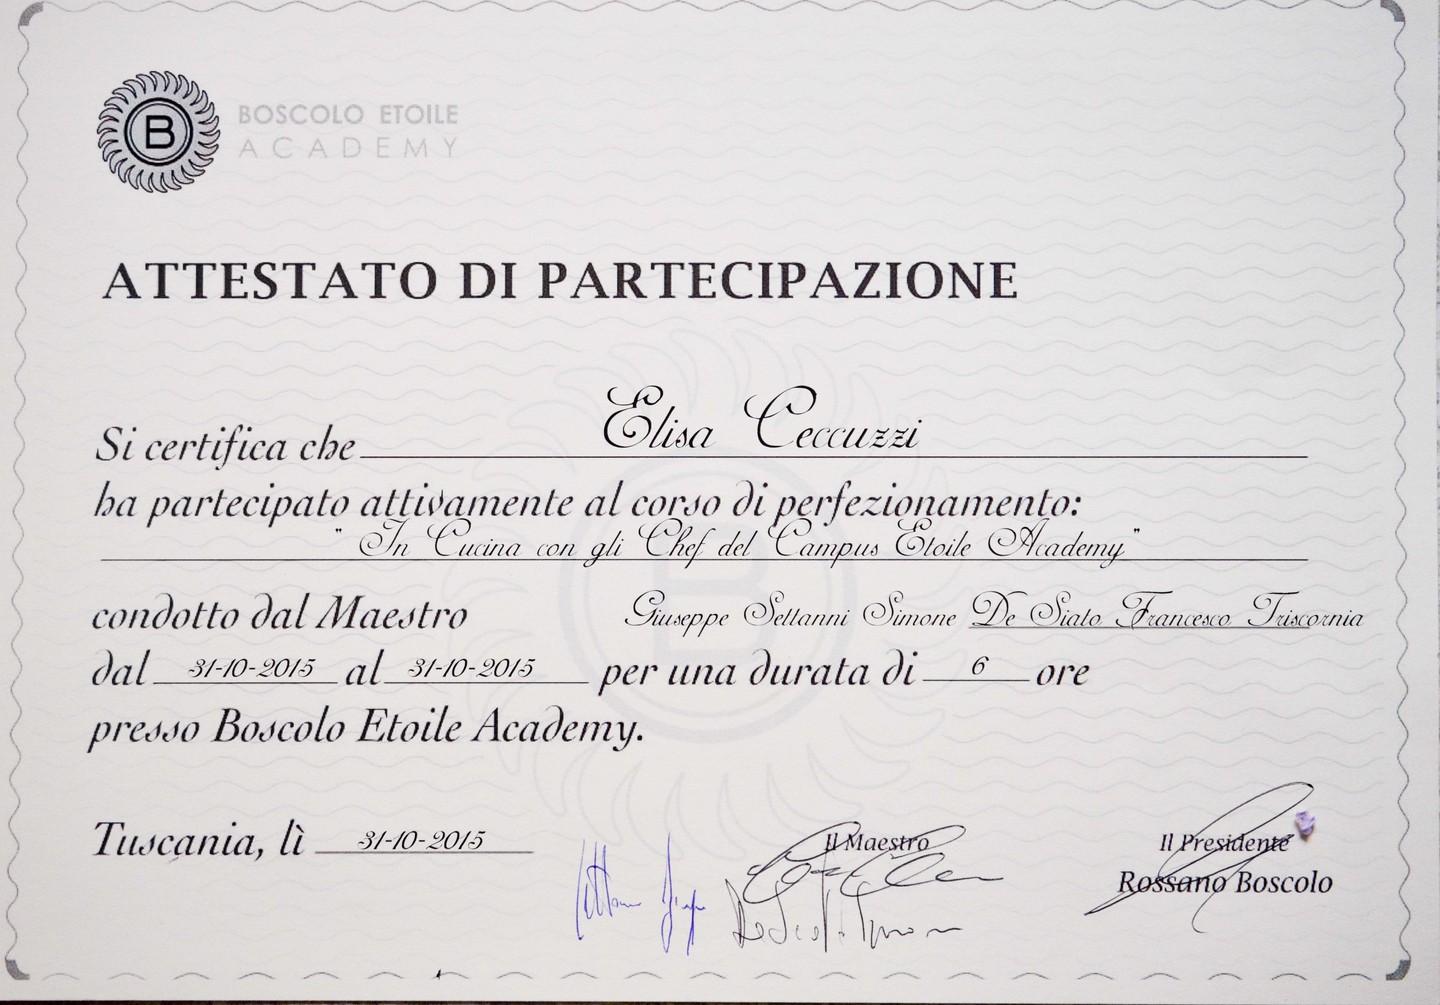 B
BOSCOLO ETOILE
ACADEMY
ATTESTATO DI PARTECIPAZIONE
Si certifica che Elisa Ceccuzzi
ha partecipato attivamente al corso di perfezionamento:
" In Cucina con gli Chef del Campus Etoile Academy"
condotto dal Maestro Giuseppe Settanni Simone De Siato Francesco Triscornia
dal 31-10-2015 al 31-10-2015 per una durata di 6 ore
presso Boscolo Etoile Academy.
Tuscania, lì 31-10-2015
Il Maestro
Il Presidente
Rossano Boscolo